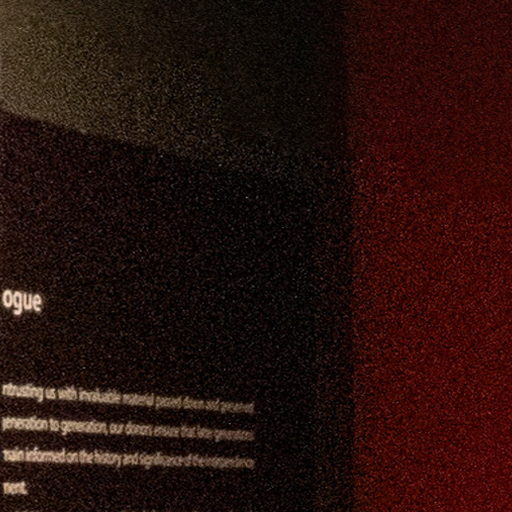 ogue
ntrusting us with invaluable material passed down and preserved
generation to generation, our donors ensure that later generations
main informed on the history and significance of the
ment.